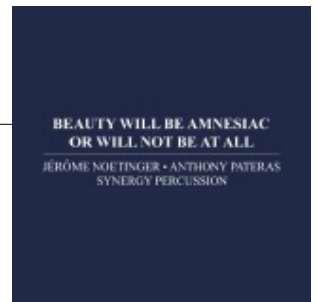 BEAUTY WILL BE AMNESIAC
OR WILL NOT BE AT ALL
JÉRÔME NOETINGER • ANTHONY PATERAS
SYNERGY PERCUSSION